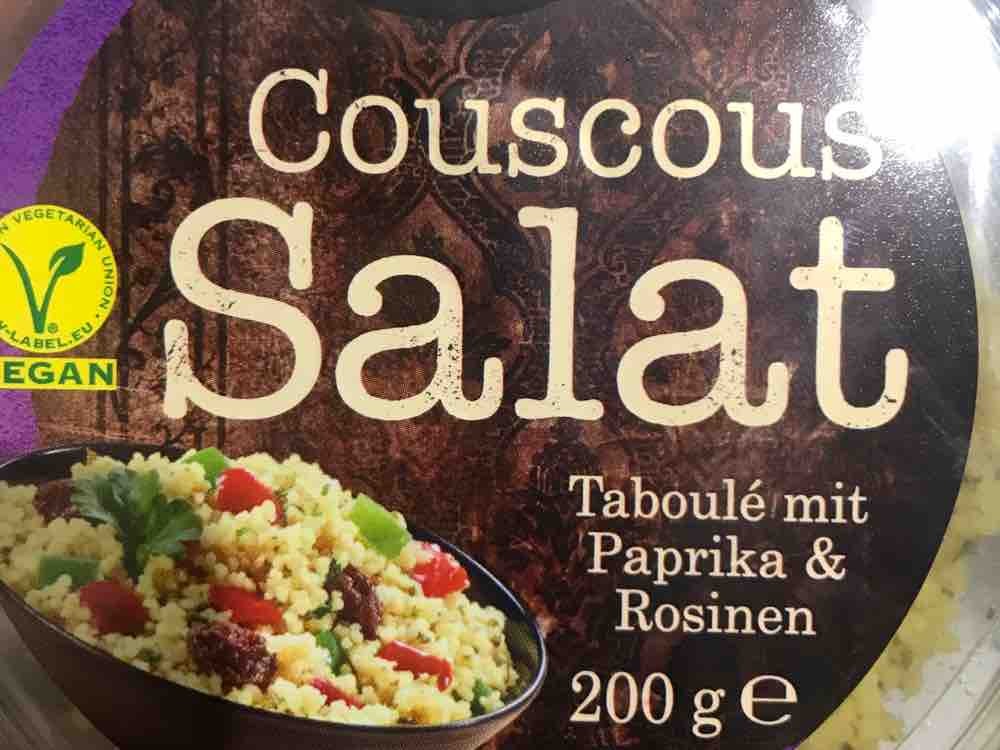 Couscous
Salat
VEGETARIAN UNION
V-LABEL.EU
EGAN
Taboulé mit
Paprika &
Rosinen
200 g ℮